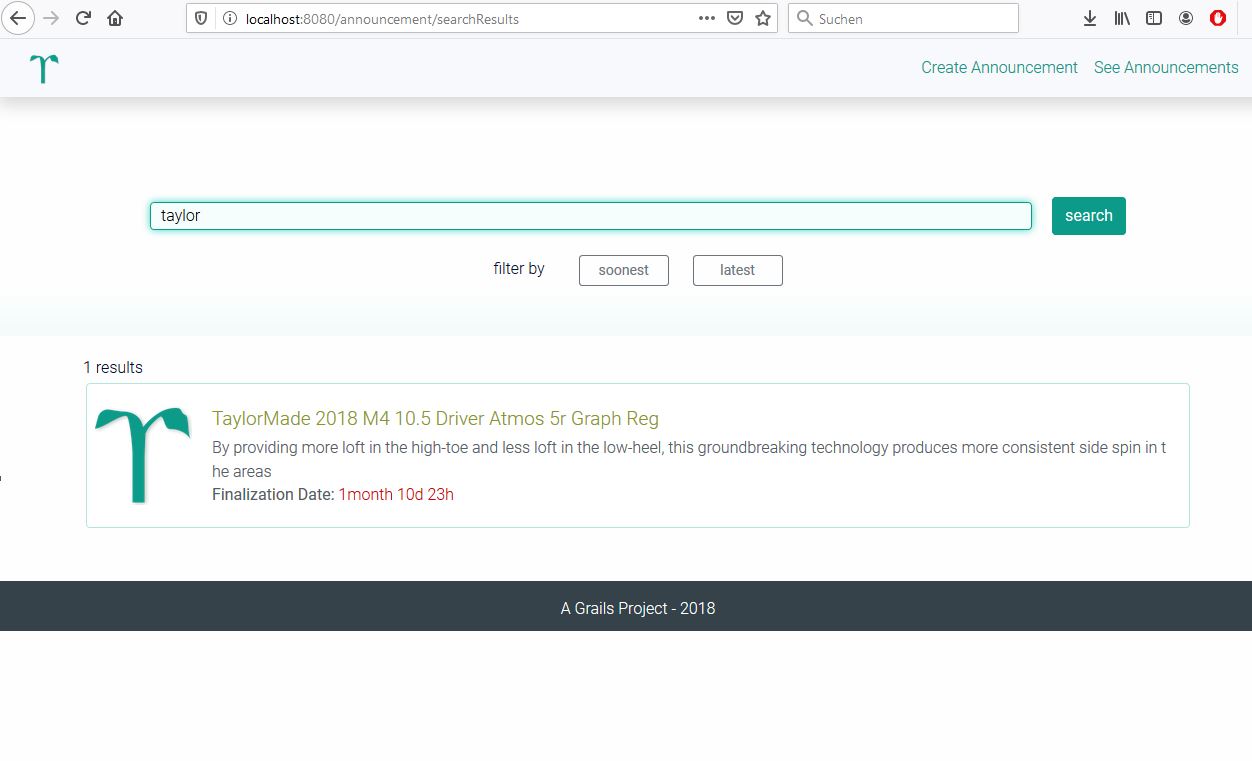 localhost:8080/announcement/searchResults
Suchen
Create Announcement See Announcements
taylor
search
filter by soonest latest
1 results
TaylorMade 2018 M4 10.5 Driver Atmos 5r Graph Reg
By providing more loft in the high-toe and less loft in the low-heel, this groundbreaking technology produces more consistent side spin in t
he areas
Finalization Date: 1month 10d 23h
A Grails Project - 2018